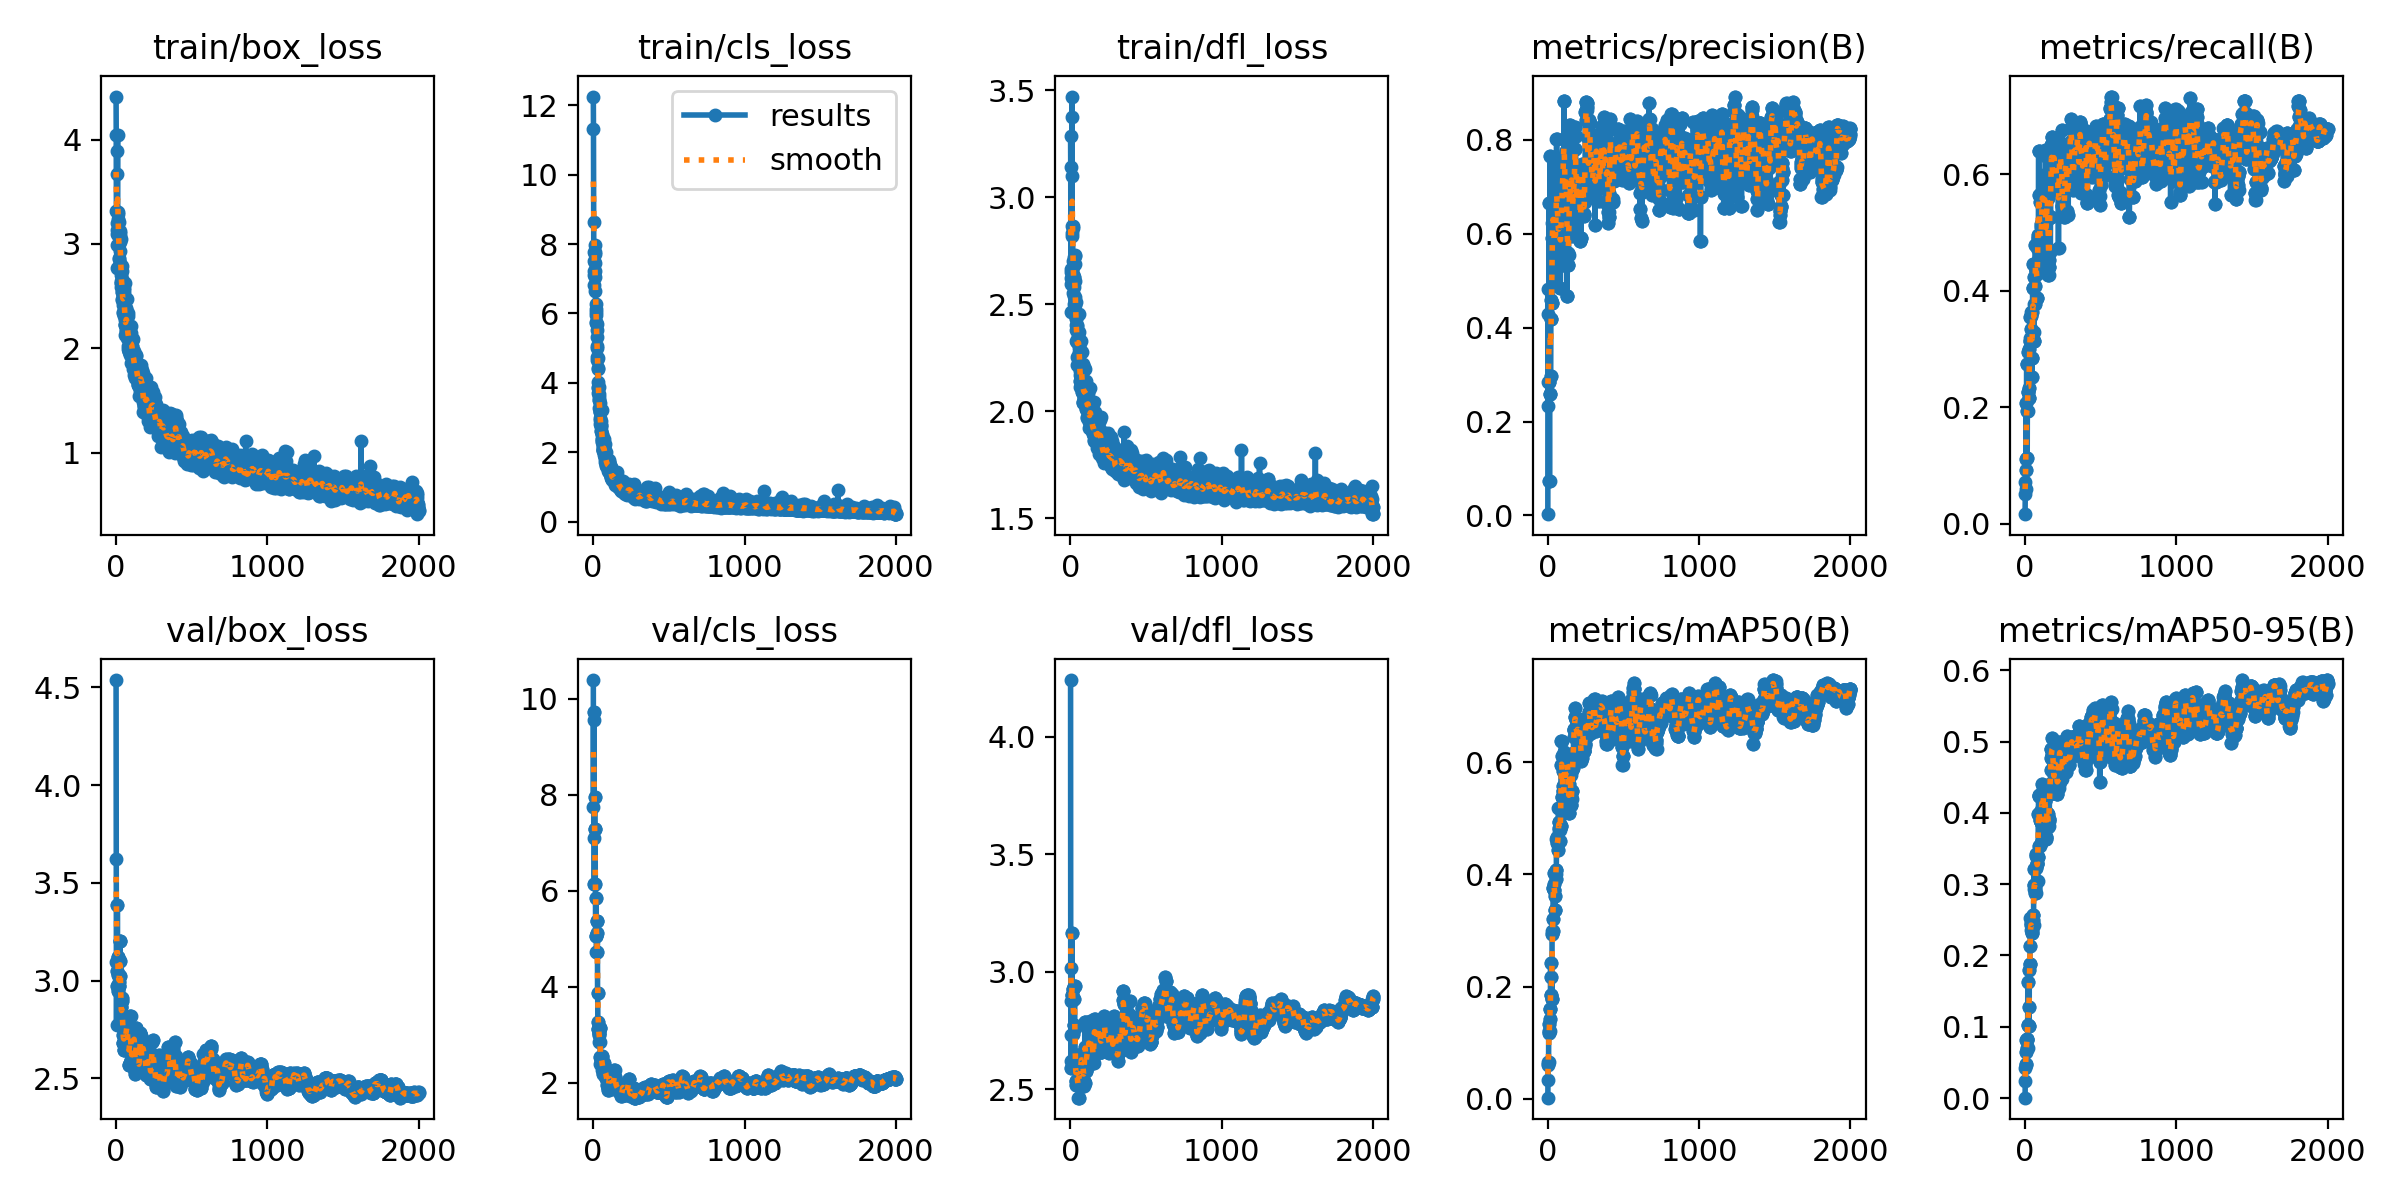 train/box_loss
4
3
2
1
0 1000 2000
train/cls_loss
results
smooth
12
10
8
6
4
2
0
0 1000 2000
train/dfl_loss
3.5
3.0
2.5
2.0
1.5
0 1000 2000
metrics/precision(B)
0.8
0.6
0.4
0.2
0.0
0 1000 2000
metrics/recall(B)
0.6
0.4
0.2
0.0
0 1000 2000
val/box_loss
4.5
4.0
3.5
3.0
2.5
0 1000 2000
val/cls_loss
10
8
6
4
2
0 1000 2000
val/dfl_loss
4.0
3.5
3.0
2.5
0 1000 2000
metrics/mAP50(B)
0.6
0.4
0.2
0.0
0 1000 2000
metrics/mAP50-95(B)
0.6
0.5
0.4
0.3
0.2
0.1
0.0
0 1000 2000